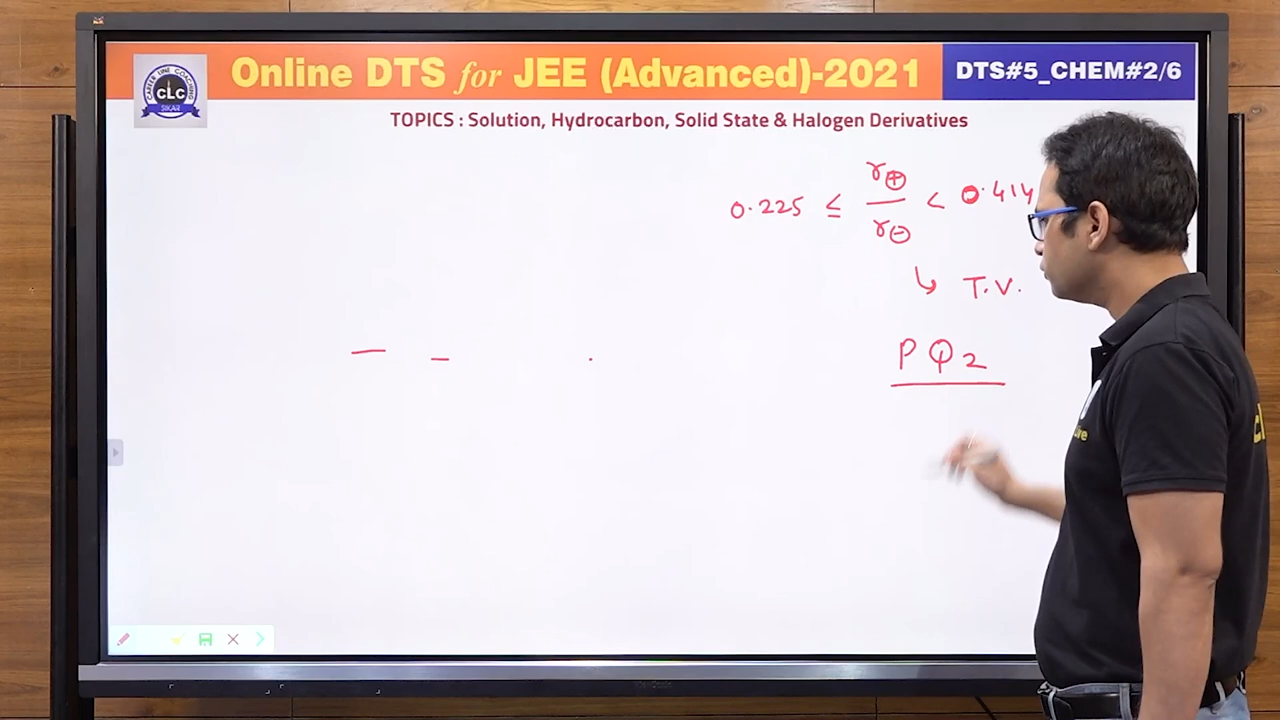 Online DTS for JEE (Advanced)-2021
DTS#5_CHEM#2/6
CAREER LINE COACHING
CLC
SIKAR
TOPICS : Solution, Hydrocarbon, Solid State & Halogen Derivatives
0.225 ≤ r⊕/r⊖ < 0.414
↳ T.V.
PQ2